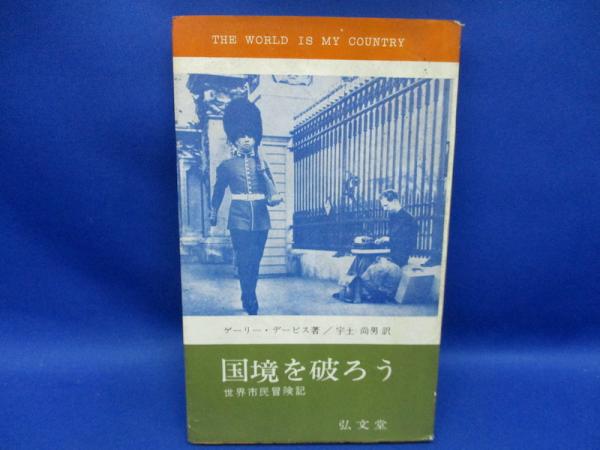 THE WORLD IS MY COUNTRY
ゲーリー・デービス著／宇土 尚男 訳
国境を破ろう
世界市民冒険記
弘文堂